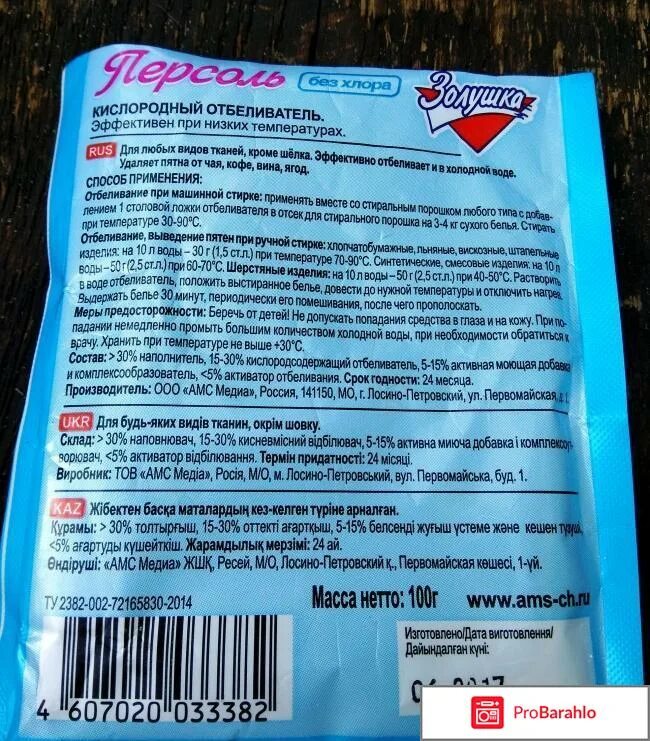 Персоль
без хлора
Золушка
КИСЛОРОДНЫЙ ОТБЕЛИВАТЕЛЬ.
Эффективен при низких температурах.
RUS Для любых видов тканей, кроме шёлка. Эффективно отбеливает и в холодной воде.
Удаляет пятна от чая, кофе, вина, ягод.
СПОСОБ ПРИМЕНЕНИЯ:
Отбеливание при машинной стирке: применять вместе со стиральным порошком любого типа с добав-
лением 1 столовой ложки отбеливателя в отсек для стирального порошка на 3-4 кг сухого белья. Стирать
при температуре 30-90°С.
Отбеливание, выведение пятен при ручной стирке: хлопчатобумажные, льняные, вискозные, штапельные
изделия: на 10 л воды – 30 г (1,5 ст.л.) при температуре 70-90°С. Синтетические, смесовые изделия: на 10 л
воды – 50 г (2,5 ст.л.) при 60-70°С. Шерстяные изделия: на 10 л воды – 50 г (2,5 ст.л.) при 40-50°С. Растворить
в воде отбеливатель, положить выстиранное белье, довести до нужной температуры и отключить нагрев.
Выдержать белье 30 минут, периодически его помешивания, после чего прополоскать.
Меры предосторожности: Беречь от детей! Не допускать попадания средства в глаза и на кожу. При по-
падании немедленно промыть большим количеством холодной воды, при необходимости обратиться к
врачу. Хранить при температуре не выше +30°С.
Состав: > 30% наполнитель, 15-30% кислородсодержащий отбеливатель, 5-15% активная моющая добавка
и комплексообразователь, <5% активатор отбеливания. Срок годности: 24 месяца.
Производитель: ООО «АМС Медиа», Россия, 141150, МО, г. Лосино-Петровский, ул. Первомайская, д.1.
UKR Для будь-яких видів тканин, окрім шовку.
Склад: > 30% наповнювач, 15-30% кисневмісний відбілювач, 5-15% активна миюча добавка і комплексоут-
ворювач, <5% активатор відбілювання. Термін придатності: 24 місяці.
Виробник: ТОВ «АМС Медіа», Росія, М/О, м. Лосино-Петровський, вул. Первомайська, буд. 1.
KAZ Жібектен басқа маталардың кез-келген түріне арналған.
Құрамы: > 30% толтырғыш, 15-30% оттекті ағартқыш, 5-15% белсенді жуғыш үстеме және кешен түзуші,
<5% ағартуды күшейткіш. Жарамдылық мерзімі: 24 ай.
Өндіруші: «АМС Медиа» ЖШҚ, Ресей, М/О, Лосино-Петровский қ., Первомайская көшесі, 1-үй.
ТУ 2382-002-72165830-2014
Масса нетто: 100г
www.ams-ch.ru
Изготовлено/Дата виготовлення/
Дайындалған күні:
4 607020 033382
ProBarahlo